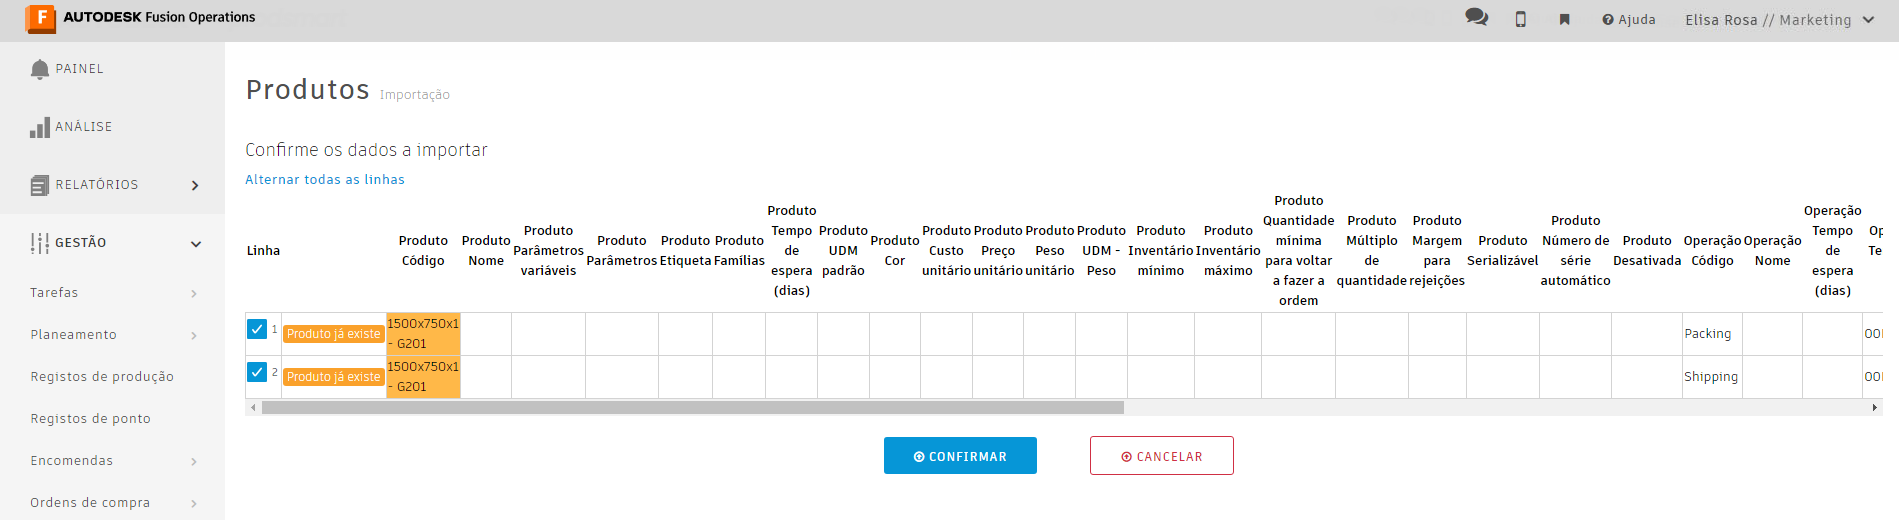 AUTODESK Fusion Operations
Ajuda
Elisa Rosa // Marketing
PAINEL
ANÁLISE
RELATÓRIOS
GESTÃO
Tarefas
Planeamento
Registos de produção
Registos de ponto
Encomendas
Ordens de compra
Produtos Importação
Confirme os dados a importar
Alternar todas as linhas
Linha
Produto
Código
Produto
Nome
Produto
Parâmetros
variáveis
Produto
Parâmetros
Produto
Etiqueta
Produto
Famílias
Produto
Tempo
de
espera
(dias)
Produto
UDM
padrão
Produto
Cor
Produto
Custo
unitário
Produto
Preço
unitário
Produto
Peso
unitário
Produto
UDM -
Peso
Produto
Inventário
mínimo
Produto
Inventário
máximo
Produto
Quantidade
mínima
para voltar
a fazer a
ordem
Produto
Múltiplo
de
quantidade
Produto
Margem
para
rejeições
Produto
Serializável
Produto
Número de
série
automático
Produto
Desativada
Operação
Código
Operação
Nome
Operação
Tempo
de
espera
(dias)
Op
Te
1
Produto já existe
1500x750x1
- G201
Packing
00
2
Produto já existe
1500x750x1
- G201
Shipping
00
CONFIRMAR
CANCELAR